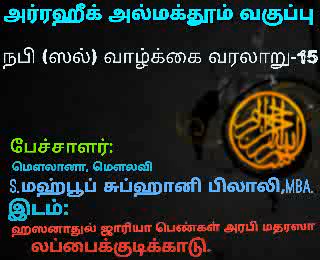 அர்ரஹீக் அல்மக்தூம் வகுப்பு
நபி (ஸல்) வாழ்க்கை வரலாறு-15
பேச்சாளர்:
மௌலானா, மௌலவி
S.மஹ்பூப் சுப்ஹானி பிலாலி,MBA.
இடம்:
ஹஸனாதுல் ஜாரியா பெண்கள் அரபி மதரஸா
லப்பைக்குடிக்காடு.